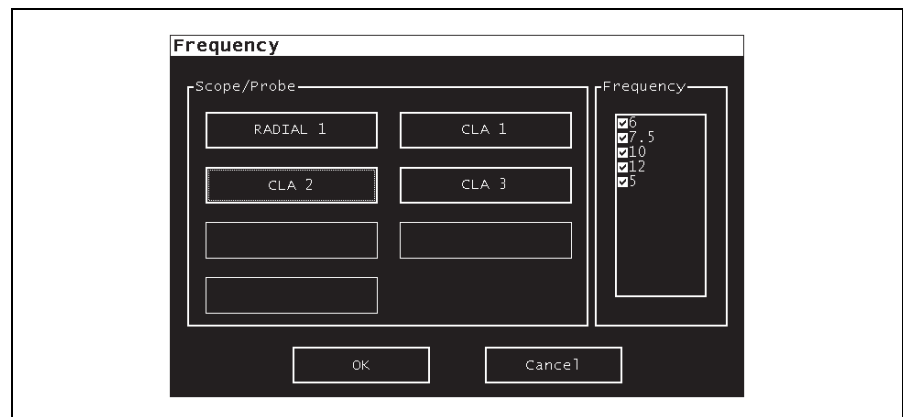 Frequency
Scope/Probe
RADIAL 1
CLA 1
CLA 2
CLA 3
Frequency
6
7.5
10
12
5
OK
Cancel